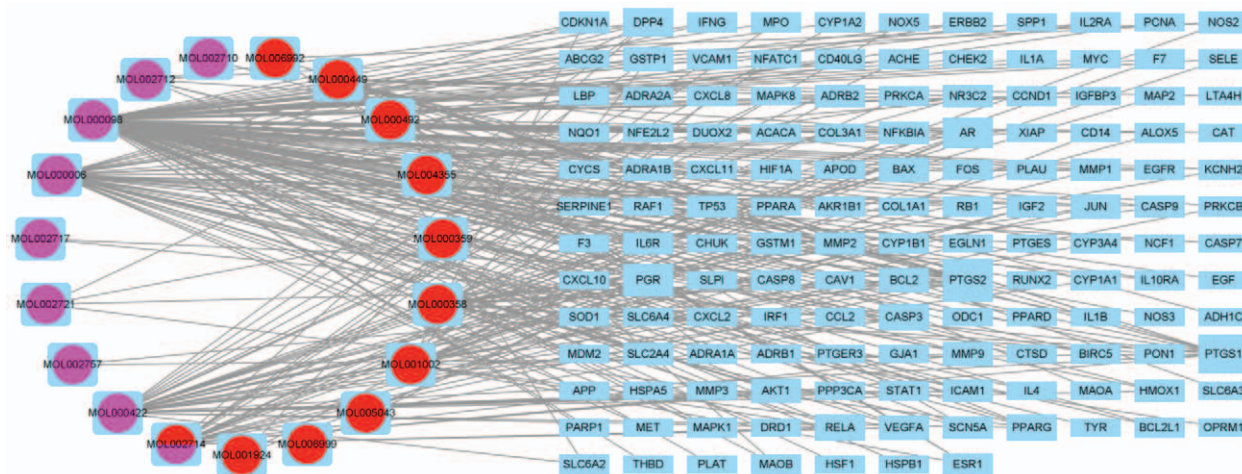 MOL002710
MOL006992
MOL002712
MOL000449
MOL000098
MOL000492
MOL000006
MOL004355
MOL002717
MOL000359
MOL002721
MOL000358
MOL002757
MOL001002
MOL000422
MOL005043
MOL002714
MOL001924
MOL006999
CDKN1A DPP4 IFNG MPO CYP1A2 NOX5 ERBB2 SPP1 IL2RA PCNA NOS2
ABCG2 GSTP1 VCAM1 NFATC1 CD40LG ACHE CHEK2 IL1A MYC F7 SELE
LBP ADRA2A CXCL8 MAPK8 ADRB2 PRKCA NR3C2 CCND1 IGFBP3 MAP2 LTA4H
NQO1 NFE2L2 DUOX2 ACACA COL3A1 NFKBIA AR XIAP CD14 ALOX5 CAT
CYCS ADRA1B CXCL11 HIF1A APOD BAX FOS PLAU MMP1 EGFR KCNH2
SERPINE1 RAF1 TP53 PPARA AKR1B1 COL1A1 RB1 IGF2 JUN CASP9 PRKCB
F3 IL6R CHUK GSTM1 MMP2 CYP1B1 EGLN1 PTGES CYP3A4 NCF1 CASP7
CXCL10 PGR SLPI CASP8 CAV1 BCL2 PTGS2 RUNX2 CYP1A1 IL10RA EGF
SOD1 SLC6A4 CXCL2 IRF1 CCL2 CASP3 ODC1 PPARD IL1B NOS3 ADH1C
MDM2 SLC2A4 ADRA1A ADRB1 PTGER3 GJA1 MMP9 CTSD BIRC5 PON1 PTGS1
APP HSPA5 MMP3 AKT1 PPP3CA STAT1 ICAM1 IL4 MAOA HMOX1 SLC6A3
PARP1 MET MAPK1 DRD1 RELA VEGFA SCN5A PPARG TYR BCL2L1 OPRM1
SLC6A2 THBD PLAT MAOB HSF1 HSPB1 ESR1